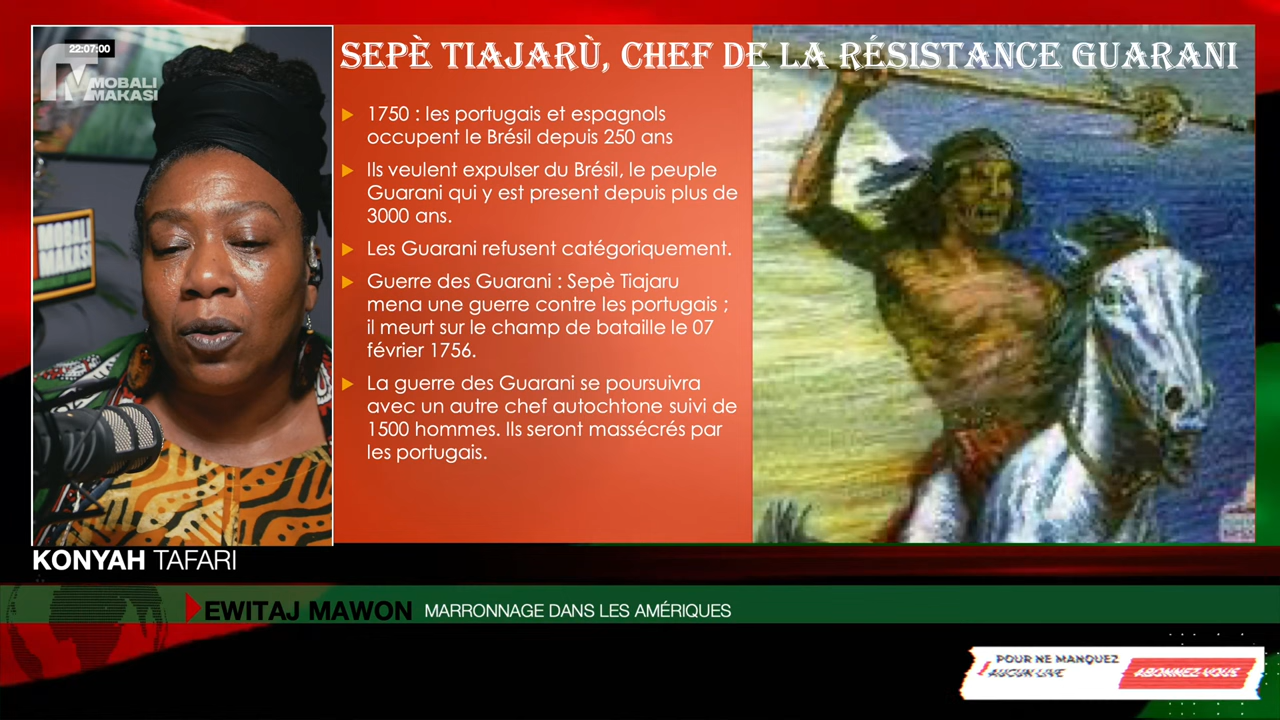 22:07:00
MOBALI
MAKASI
MOBALI
MAKASI
SEPÈ TIAJARÙ, CHEF DE LA RÉSISTANCE GUARANI
1750 : les portugais et espagnols
occupent le Brésil depuis 250 ans
Ils veulent expulser du Brésil, le peuple
Guarani qui y est present depuis plus de
3000 ans.
Les Guarani refusent catégoriquement.
Guerre des Guarani : Sepè Tiajaru
mena une guerre contre les portugais ;
il meurt sur le champ de bataille le 07
février 1756.
La guerre des Guarani se poursuivra
avec un autre chef autochtone suivi de
1500 hommes. Ils seront massécrés par
les portugais.
KONYAH TAFARI
EWITAJ MAWON MARRONNAGE DANS LES AMÉRIQUES
POUR NE MANQUEZ
AUCUN LIVE
ABONNEZ-VOUS